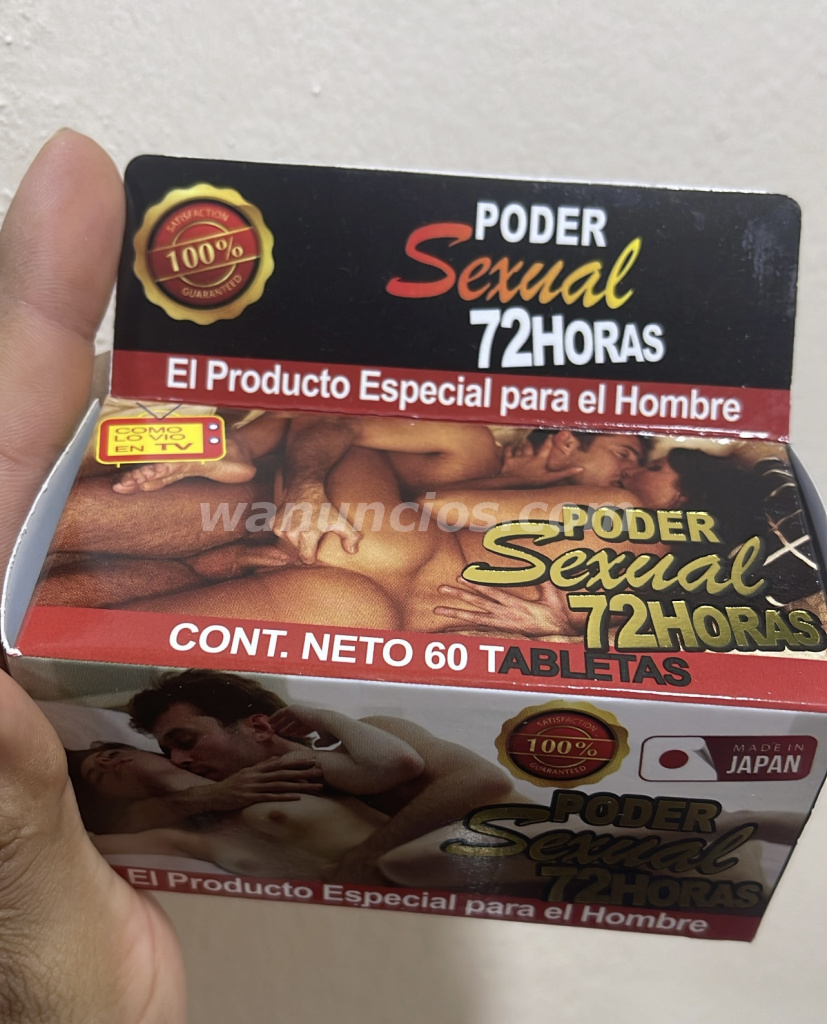 SATISFACTION
100%
GUARANTEED
PODER
Sexual
72HORAS
El Producto Especial para el Hombre
COMO
LO VIO
EN TV
wanuncios.com
PODER
Sexual
72HORAS
CONT. NETO 60 TABLETAS
SATISFACTION
100%
GUARANTEED
MADE IN
JAPAN
PODER
Sexual
72HORAS
El Producto Especial para el Hombre